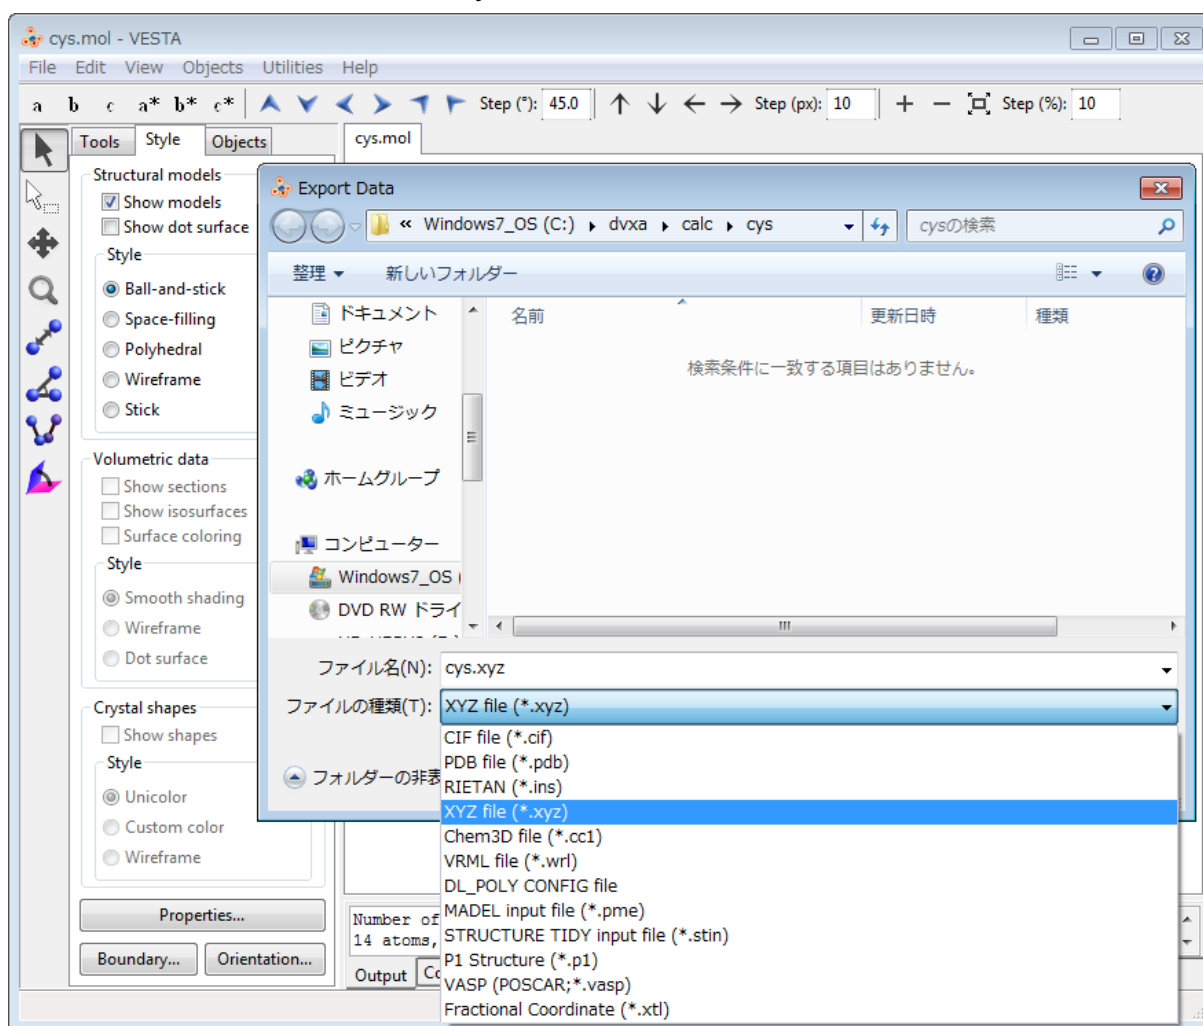 cys.mol - VESTA
File Edit View Objects Utilities Help
a b c a* b* c* Step (°): 45.0 Step (px): 10 Step (%): 10
Tools Style Objects
cys.mol
Structural models
Show models
Show dot surface
Style
Ball-and-stick
Space-filling
Polyhedral
Wireframe
Stick
Volumetric data
Show sections
Show isosurfaces
Surface coloring
Style
Smooth shading
Wireframe
Dot surface
Crystal shapes
Show shapes
Style
Unicolor
Custom color
Wireframe
Properties...
Boundary... Orientation...
Export Data
« Windows7_OS (C:) dvxa calc cys
cysの検索
整理 新しいフォルダー
ドキュメント
ピクチャ
ビデオ
ミュージック
ホームグループ
コンピューター
Windows7_OS (
DVD RW ドライ
名前 更新日時 種類
検索条件に一致する項目はありません。
ファイル名(N): cys.xyz
ファイルの種類(T): XYZ file (*.xyz)
フォルダーの非表
CIF file (*.cif)
PDB file (*.pdb)
RIETAN (*.ins)
XYZ file (*.xyz)
Chem3D file (*.cc1)
VRML file (*.wrl)
DL_POLY CONFIG file
MADEL input file (*.pme)
STRUCTURE TIDY input file (*.stin)
P1 Structure (*.p1)
VASP (POSCAR;*.vasp)
Fractional Coordinate (*.xtl)
Number of
14 atoms,
Output